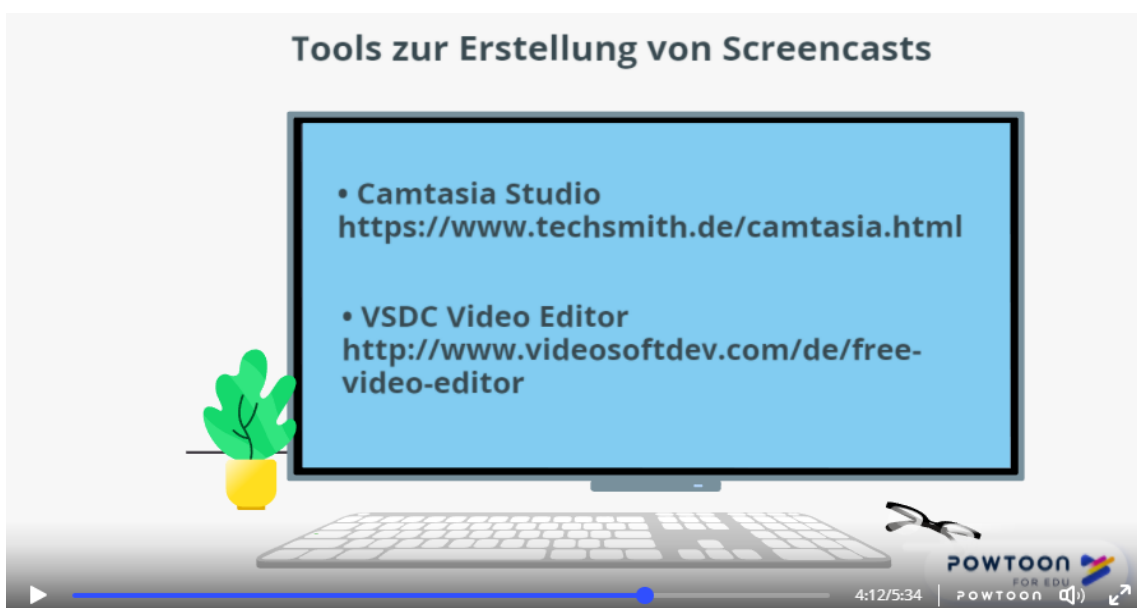 Tools zur Erstellung von Screencasts
• Camtasia Studio
https://www.techsmith.de/camtasia.html
• VSDC Video Editor
http://www.videosoftdev.com/de/free-
video-editor
POWTOON
FOR EDU
4:12/5:34
POWTOON